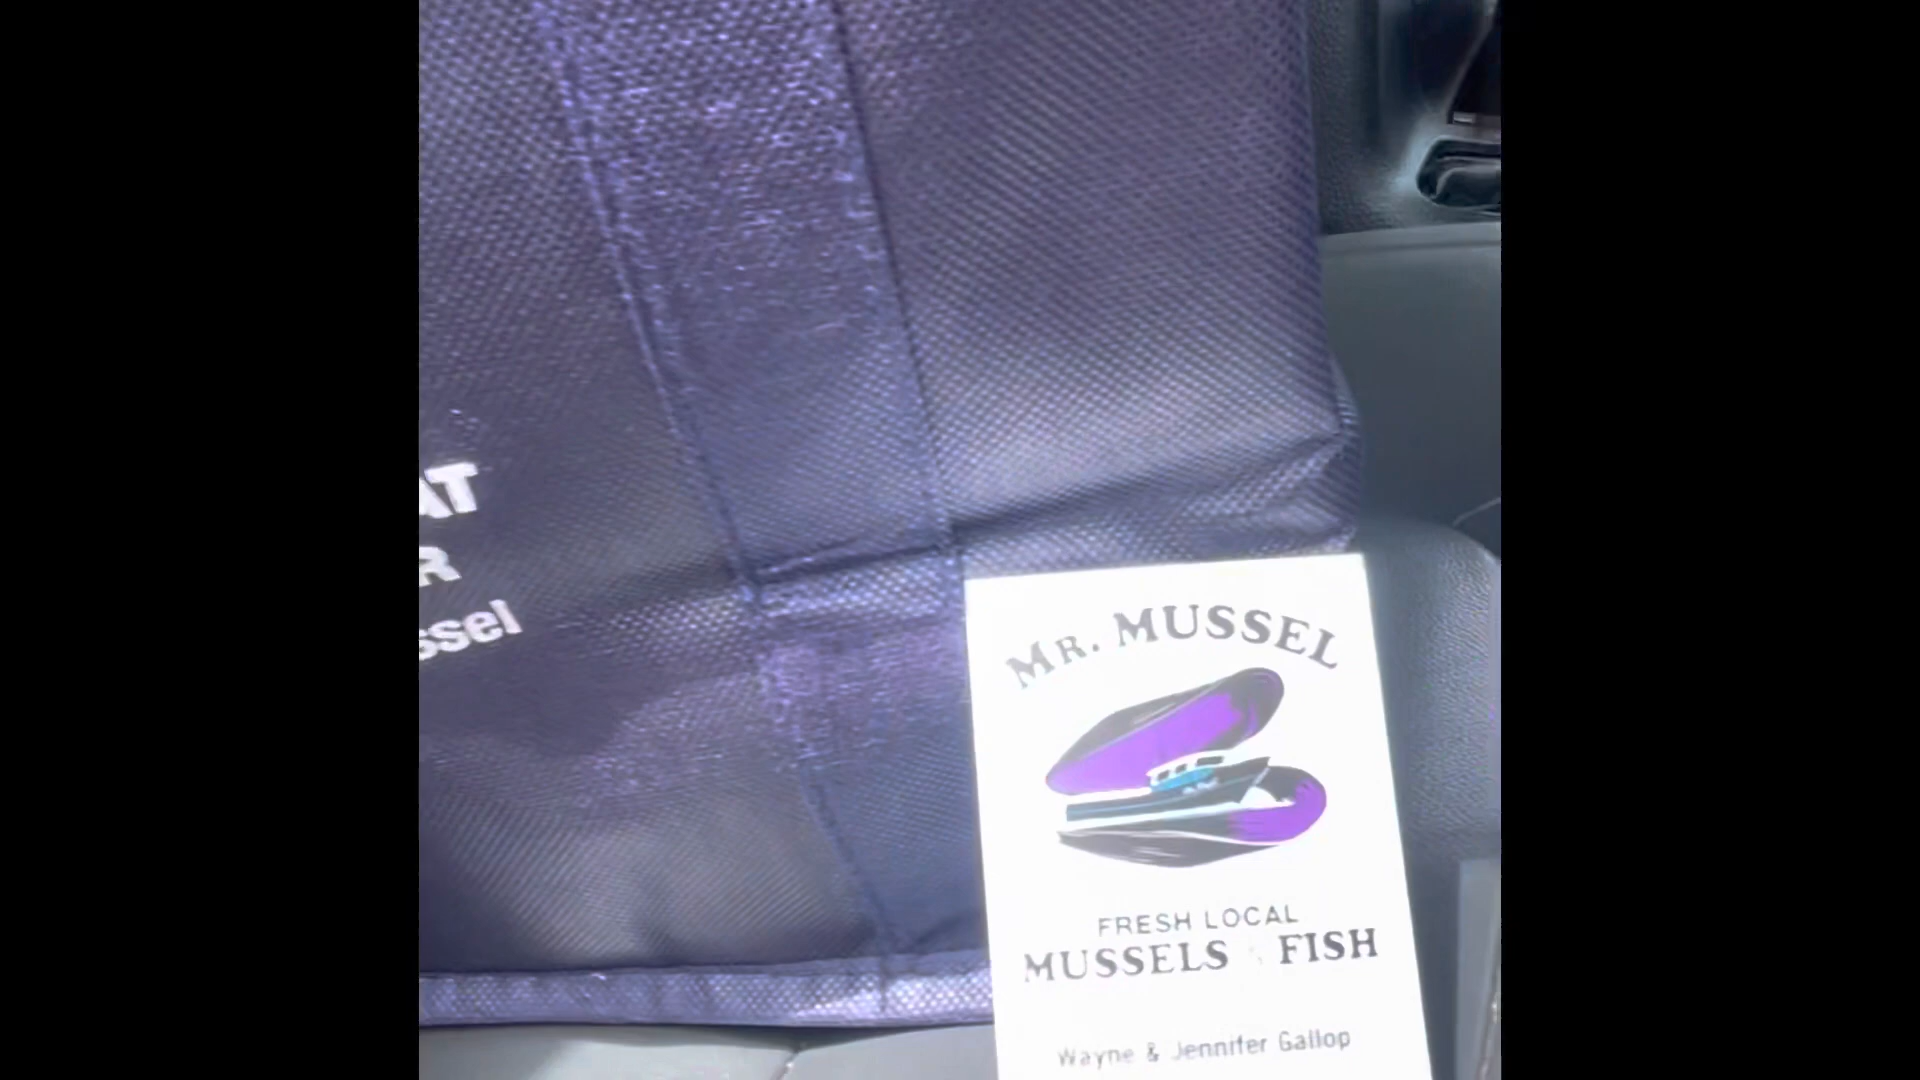 AT
R
ssel
MR. MUSSEL
FRESH LOCAL
MUSSELS & FISH
Wayne & Jennifer Gallop